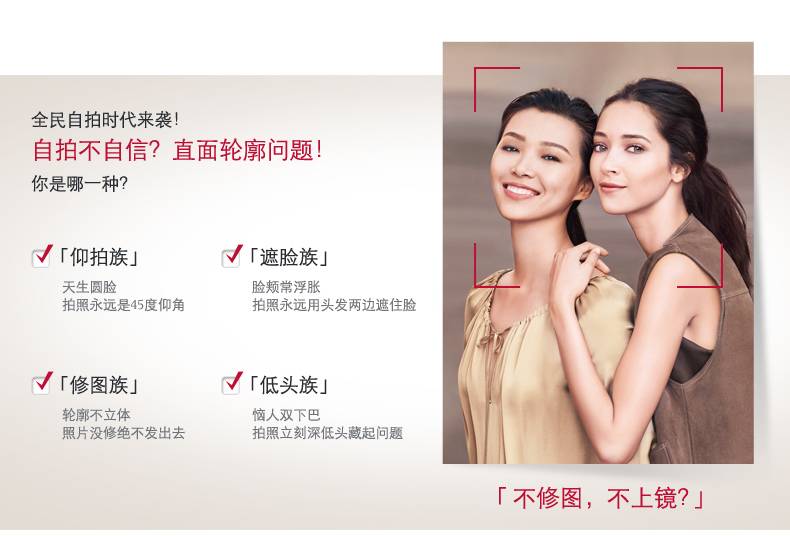 全民自拍时代来袭！
自拍不自信？直面轮廓问题！
你是哪一种？
「仰拍族」
天生圆脸
拍照永远是45度仰角
「遮脸族」
脸颊常浮胀
拍照永远用头发两边遮住脸
「修图族」
轮廓不立体
照片没修绝不发出去
「低头族」
恼人双下巴
拍照立刻深低头藏起问题
「不修图，不上镜？」